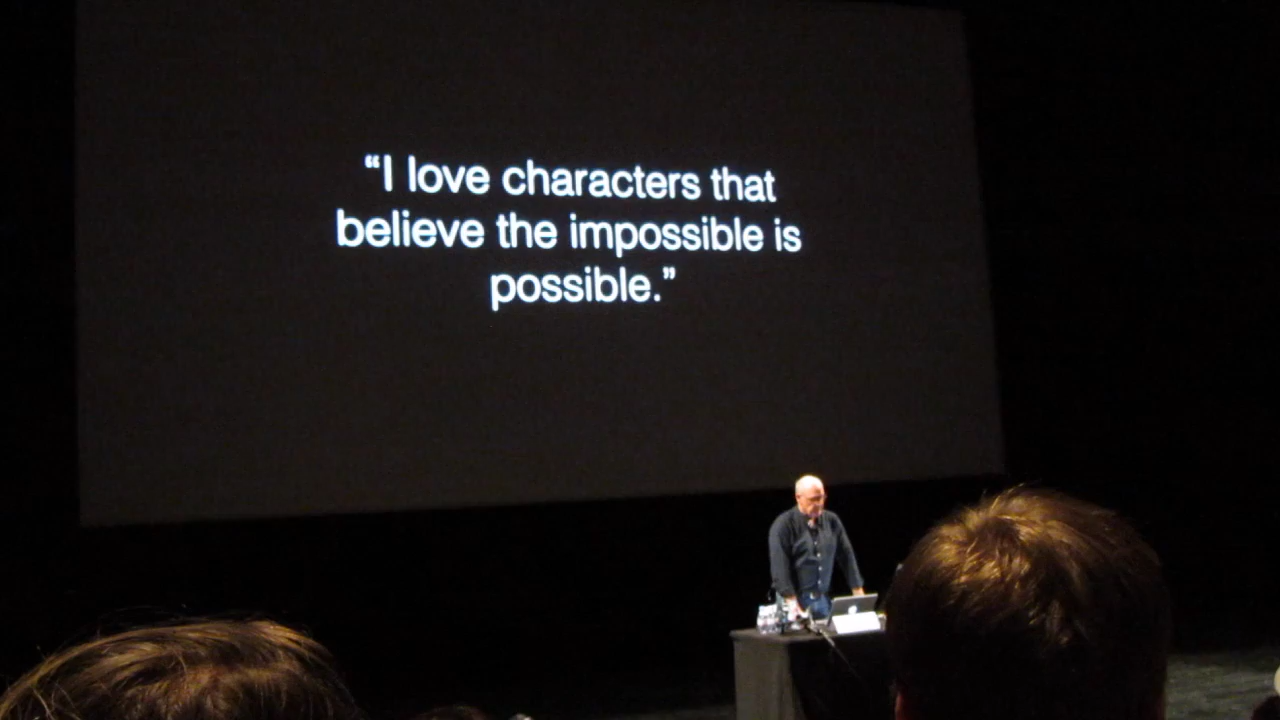 “I love characters that
believe the impossible is
possible.”